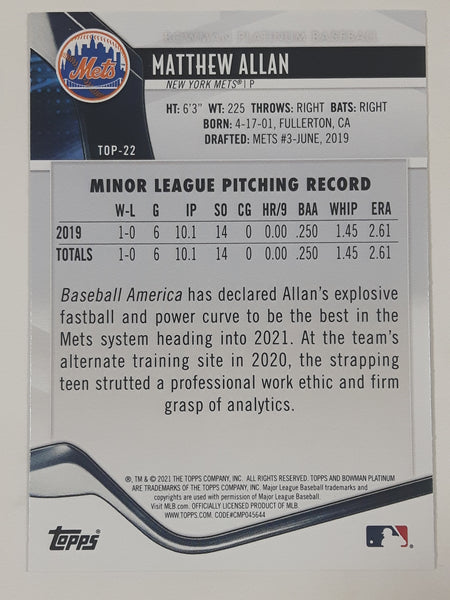 BOWMAN PLATINUM BASEBALL
Mets
MATTHEW ALLAN
NEW YORK METS® | P
HT: 6'3" WT: 225 THROWS: RIGHT BATS: RIGHT
BORN: 4-17-01, FULLERTON, CA
DRAFTED: METS #3-JUNE, 2019
TOP-22
MINOR LEAGUE PITCHING RECORD
W-L G IP SO CG HR/9 BAA WHIP ERA
2019 1-0 6 10.1 14 0 0.00 .250 1.45 2.61
TOTALS 1-0 6 10.1 14 0 0.00 .250 1.45 2.61
Baseball America has declared Allan's explosive
fastball and power curve to be the best in the
Mets system heading into 2021. At the team's
alternate training site in 2020, the strapping
teen strutted a professional work ethic and firm
grasp of analytics.
®, TM & © 2021 THE TOPPS COMPANY, INC. ALL RIGHTS RESERVED. TOPPS AND BOWMAN PLATINUM
ARE TRADEMARKS OF THE TOPPS COMPANY, INC. Major League Baseball trademarks and
copyrights are used with permission of Major League Baseball.
Visit MLB.com. OFFICIALLY LICENSED PRODUCT OF MLB
WWW.TOPPS.COM. CODE#CMP045644
TOPPS